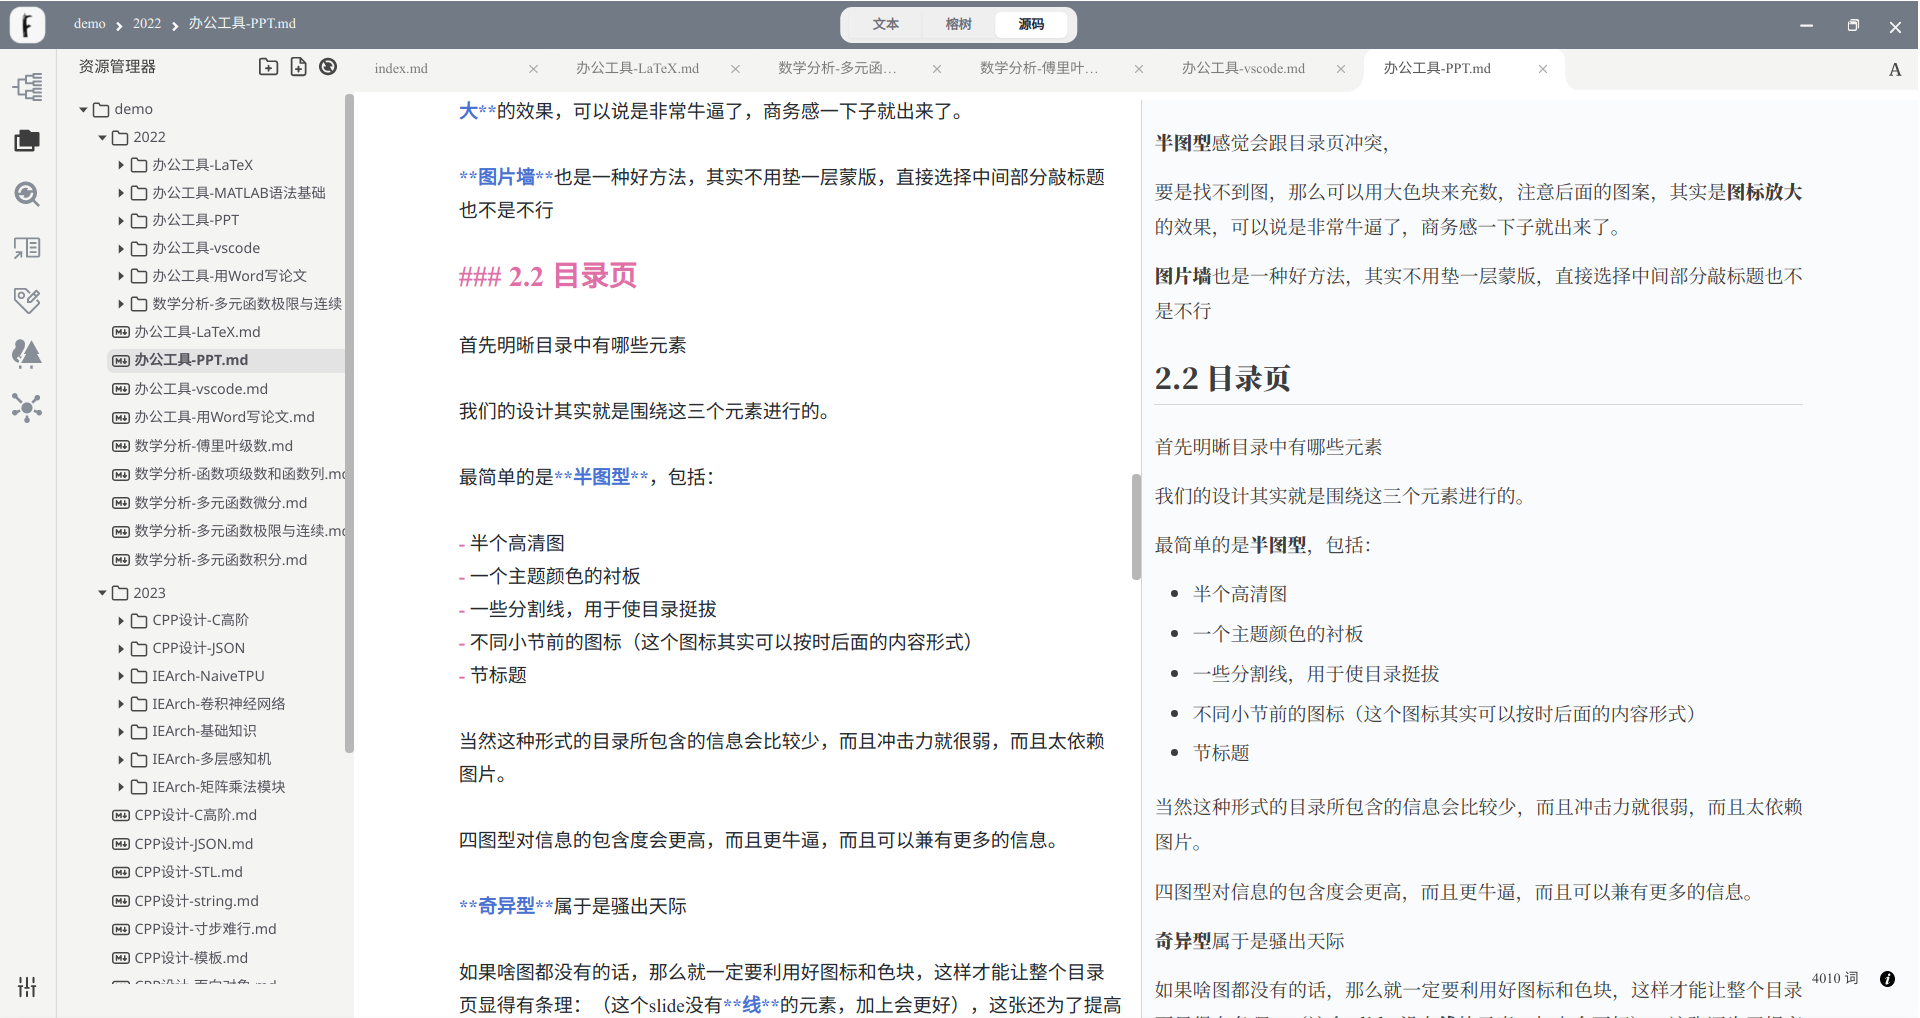 demo 2022 办公工具-PPT.md
文本 榕树 源码
资源管理器
index.md
办公工具-LaTeX.md
数学分析-多元函...
数学分析-傅里叶...
办公工具-vscode.md
办公工具-PPT.md
A
demo
2022
办公工具-LaTeX
办公工具-MATLAB语法基础
办公工具-PPT
办公工具-vscode
办公工具-用Word写论文
数学分析-多元函数极限与连续
办公工具-LaTeX.md
办公工具-PPT.md
办公工具-vscode.md
办公工具-用Word写论文.md
数学分析-傅里叶级数.md
数学分析-函数项级数和函数列.md
数学分析-多元函数微分.md
数学分析-多元函数极限与连续.md
数学分析-多元函数积分.md
2023
CPP设计-C高阶
CPP设计-JSON
IEArch-NaiveTPU
IEArch-卷积神经网络
IEArch-基础知识
IEArch-多层感知机
IEArch-矩阵乘法模块
CPP设计-C高阶.md
CPP设计-JSON.md
CPP设计-STL.md
CPP设计-string.md
CPP设计-寸步难行.md
CPP设计-模板.md
大**的效果，可以说是非常牛逼了，商务感一下子就出来了。
**图片墙**也是一种好方法，其实不用垫一层蒙版，直接选择中间部分敲标题
也不是不行
### 2.2 目录页
首先明晰目录中有哪些元素
我们的设计其实就是围绕这三个元素进行的。
最简单的是**半图型**，包括：
- 半个高清图
- 一个主题颜色的衬板
- 一些分割线，用于使目录挺拔
- 不同小节前的图标（这个图标其实可以按时后面的内容形式）
- 节标题
当然这种形式的目录所包含的信息会比较少，而且冲击力就很弱，而且太依赖
图片。
四图型对信息的包含度会更高，而且更牛逼，而且可以兼有更多的信息。
**奇异型**属于是骚出天际
如果啥图都没有的话，那么就一定要利用好图标和色块，这样才能让整个目录
页显得有条理：（这个slide没有**线**的元素，加上会更好），这张还为了提高
半图型感觉会跟目录页冲突，
要是找不到图，那么可以用大色块来充数，注意后面的图案，其实是图标放大
的效果，可以说是非常牛逼了，商务感一下子就出来了。
图片墙也是一种好方法，其实不用垫一层蒙版，直接选择中间部分敲标题也不
是不行
2.2 目录页
首先明晰目录中有哪些元素
我们的设计其实就是围绕这三个元素进行的。
最简单的是半图型，包括：
• 半个高清图
• 一个主题颜色的衬板
• 一些分割线，用于使目录挺拔
• 不同小节前的图标（这个图标其实可以按时后面的内容形式）
• 节标题
当然这种形式的目录所包含的信息会比较少，而且冲击力就很弱，而且太依赖
图片。
四图型对信息的包含度会更高，而且更牛逼，而且可以兼有更多的信息。
奇异型属于是骚出天际
如果啥图都没有的话，那么就一定要利用好图标和色块，这样才能让整个目录
4010 词